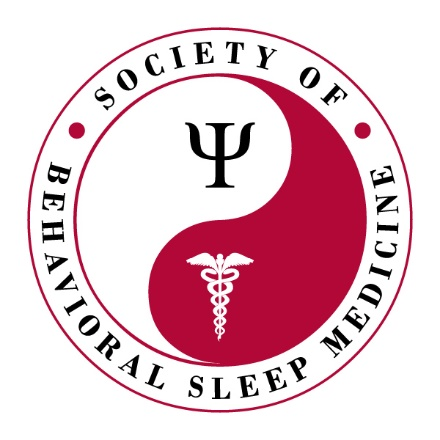 SOCIETY OF
Ψ
BEHAVIORAL SLEEP MEDICINE